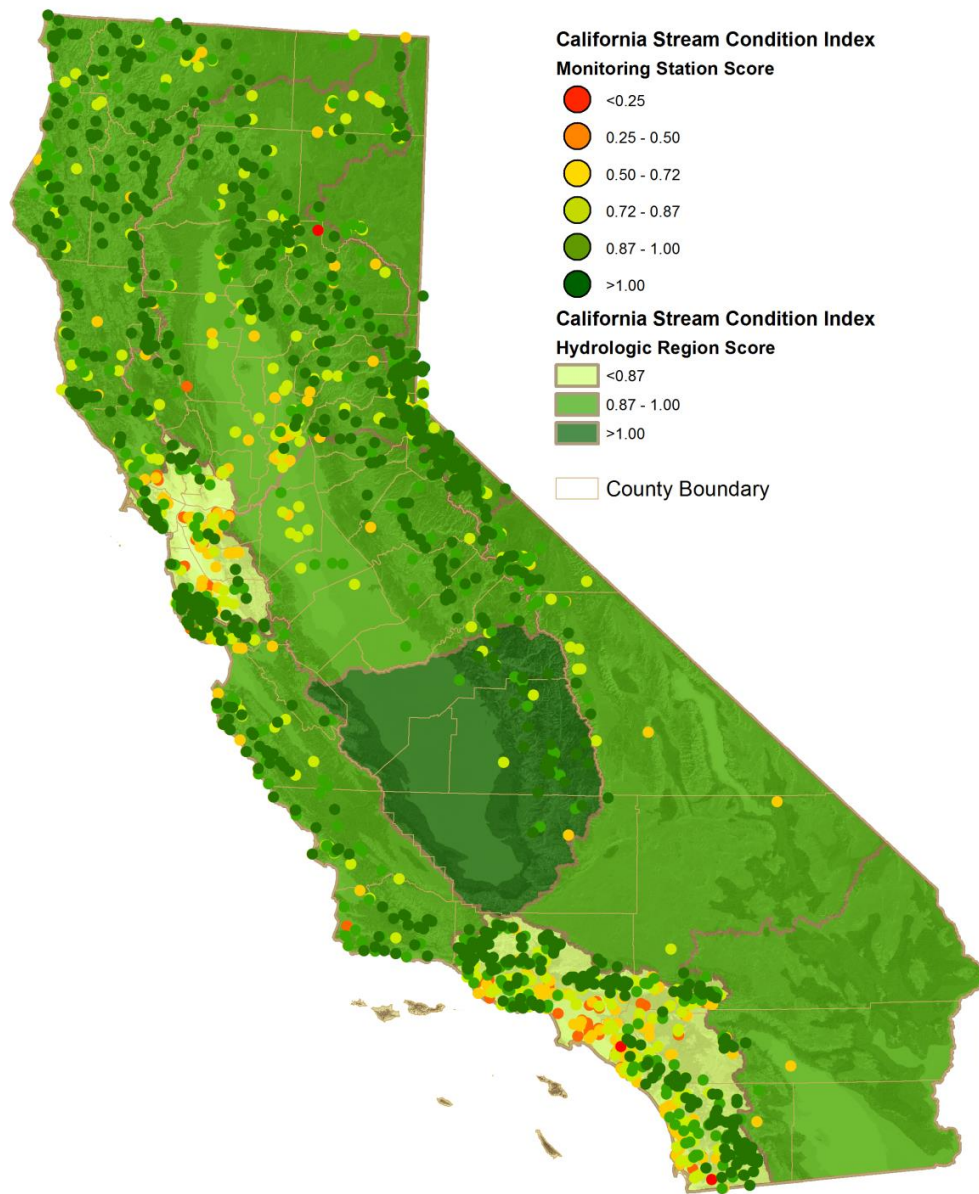 California Stream Condition Index
Monitoring Station Score
<0.25
0.25 - 0.50
0.50 - 0.72
0.72 - 0.87
0.87 - 1.00
>1.00
California Stream Condition Index
Hydrologic Region Score
<0.87
0.87 - 1.00
>1.00
County Boundary